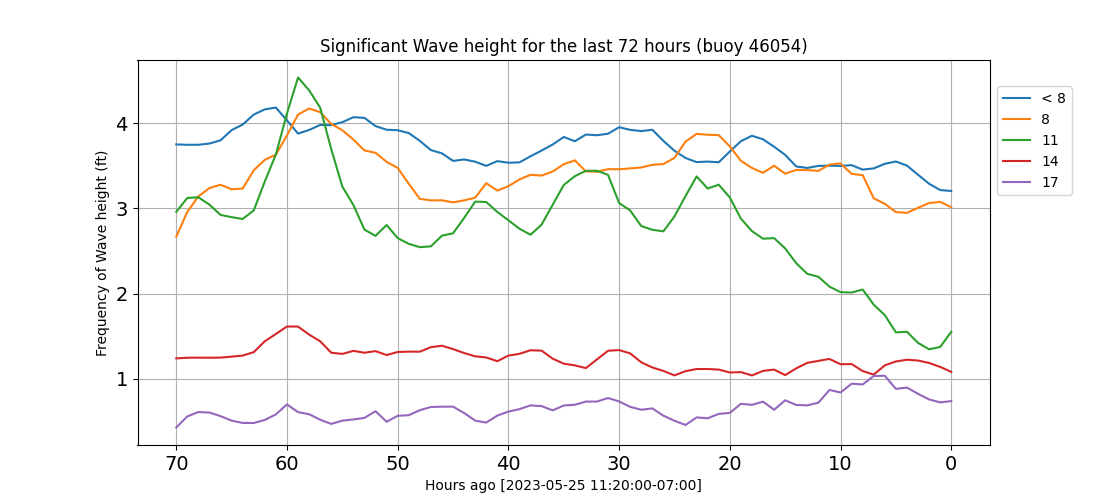 Significant Wave height for the last 72 hours (buoy 46054)
Frequency of Wave height (ft)
4
3
2
1
70 60 50 40 30 20 10 0
Hours ago [2023-05-25 11:20:00-07:00]
< 8
8
11
14
17